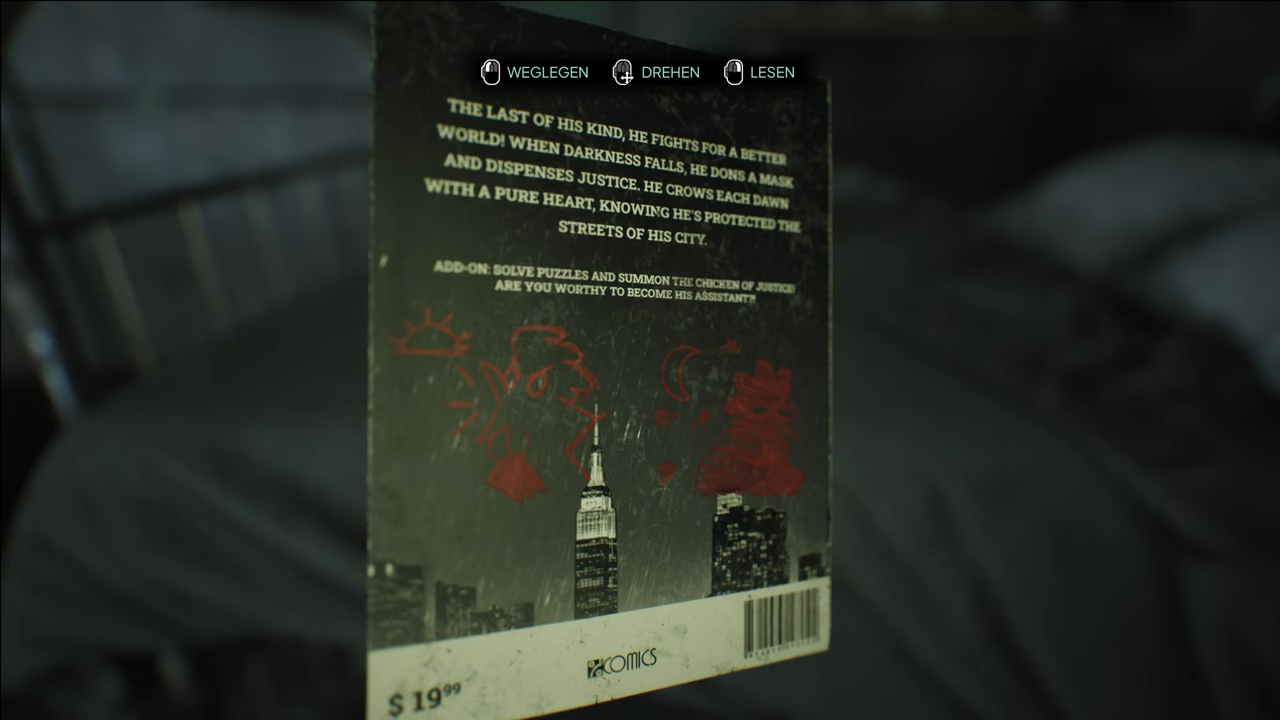 WEGLEGEN DREHEN LESEN
THE LAST OF HIS KIND, HE FIGHTS FOR A BETTER
WORLD! WHEN DARKNESS FALLS, HE DONS A MASK
AND DISPENSES JUSTICE. HE CROWS EACH DAWN
WITH A PURE HEART, KNOWING HE'S PROTECTED THE
STREETS OF HIS CITY.
ADD-ON: SOLVE PUZZLES AND SUMMON THE CHICKEN OF JUSTICE!
ARE YOU WORTHY TO BECOME HIS ASSISTANT?!
COMICS
$ 19⁹⁹